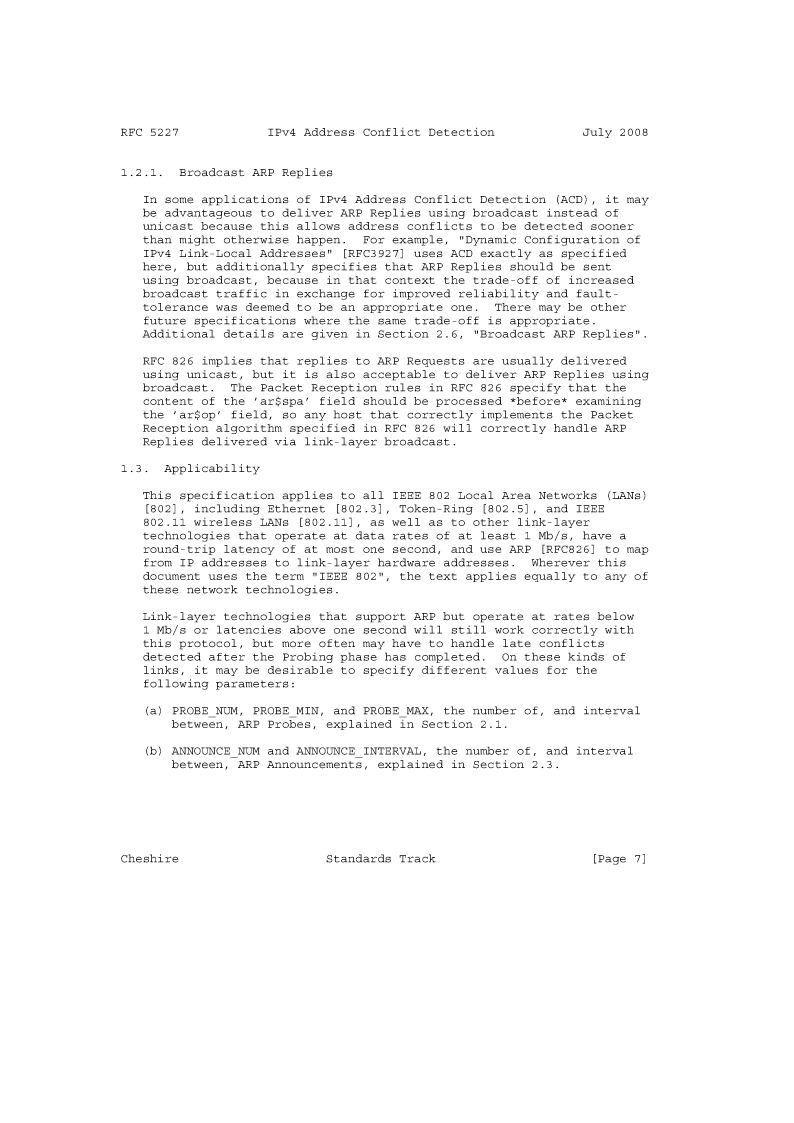 RFC 5227            IPv4 Address Conflict Detection            July 2008
1.2.1.  Broadcast ARP Replies
In some applications of IPv4 Address Conflict Detection (ACD), it may
be advantageous to deliver ARP Replies using broadcast instead of
unicast because this allows address conflicts to be detected sooner
than might otherwise happen.  For example, "Dynamic Configuration of
IPv4 Link-Local Addresses" [RFC3927] uses ACD exactly as specified
here, but additionally specifies that ARP Replies should be sent
using broadcast, because in that context the trade-off of increased
broadcast traffic in exchange for improved reliability and fault-
tolerance was deemed to be an appropriate one.  There may be other
future specifications where the same trade-off is appropriate.
Additional details are given in Section 2.6, "Broadcast ARP Replies".
RFC 826 implies that replies to ARP Requests are usually delivered
using unicast, but it is also acceptable to deliver ARP Replies using
broadcast.  The Packet Reception rules in RFC 826 specify that the
content of the 'ar$spa' field should be processed *before* examining
the 'ar$op' field, so any host that correctly implements the Packet
Reception algorithm specified in RFC 826 will correctly handle ARP
Replies delivered via link-layer broadcast.
1.3.  Applicability
This specification applies to all IEEE 802 Local Area Networks (LANs)
[802], including Ethernet [802.3], Token-Ring [802.5], and IEEE
802.11 wireless LANs [802.11], as well as to other link-layer
technologies that operate at data rates of at least 1 Mb/s, have a
round-trip latency of at most one second, and use ARP [RFC826] to map
from IP addresses to link-layer hardware addresses.  Wherever this
document uses the term "IEEE 802", the text applies equally to any of
these network technologies.
Link-layer technologies that support ARP but operate at rates below
1 Mb/s or latencies above one second will still work correctly with
this protocol, but more often may have to handle late conflicts
detected after the Probing phase has completed.  On these kinds of
links, it may be desirable to specify different values for the
following parameters:
(a) PROBE_NUM, PROBE_MIN, and PROBE_MAX, the number of, and interval
between, ARP Probes, explained in Section 2.1.
(b) ANNOUNCE_NUM and ANNOUNCE_INTERVAL, the number of, and interval
between, ARP Announcements, explained in Section 2.3.
Cheshire                    Standards Track                     [Page 7]